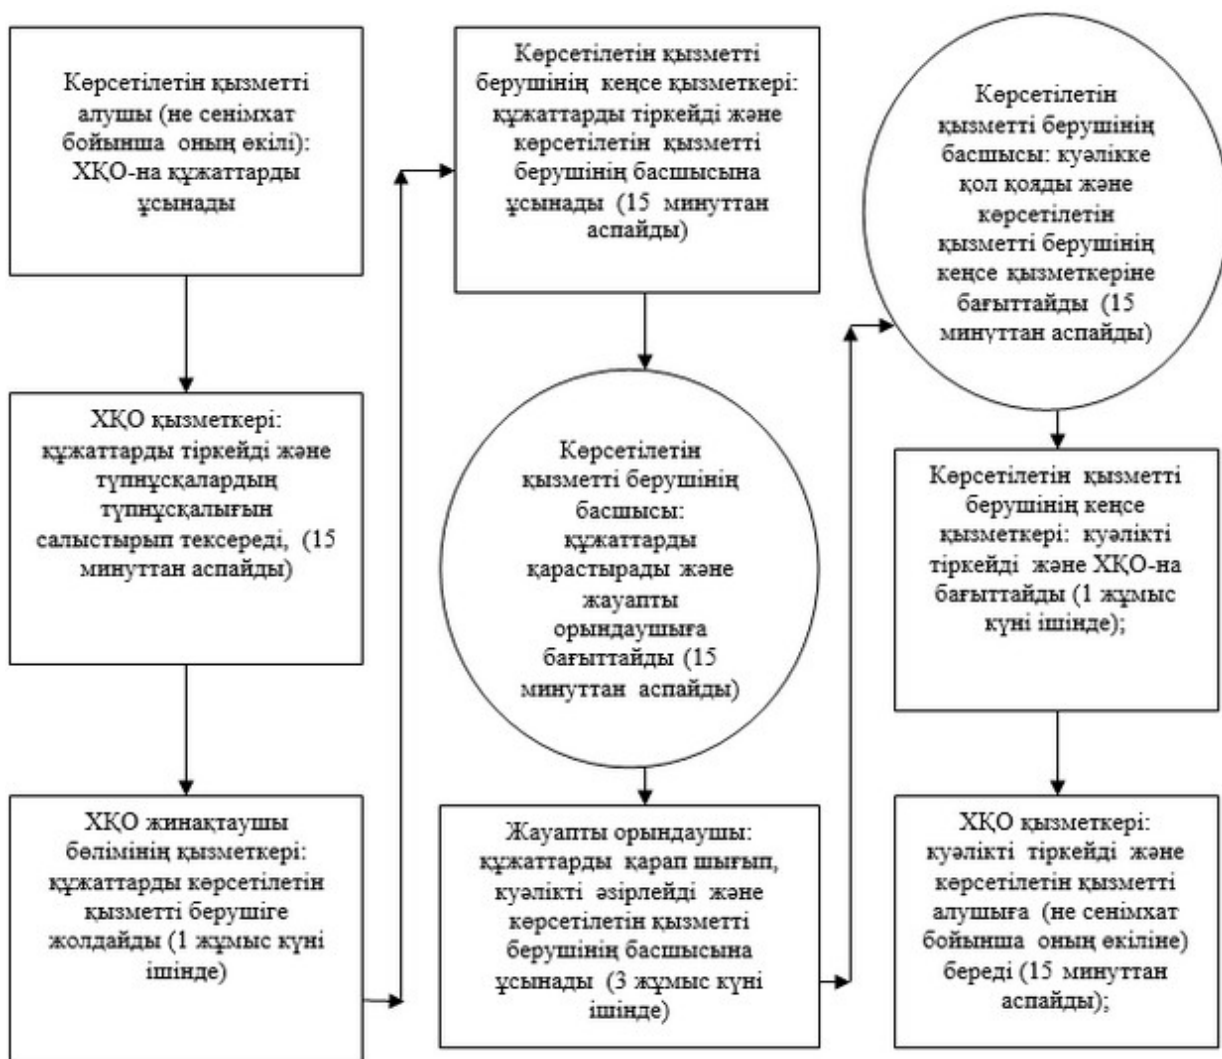 Көрсетілетін қызметті
алушы (не сенімхат
бойынша оның өкілі):
ХҚО-на құжаттарды
ұсынады
ХҚО қызметкері:
құжаттарды тіркейді және
түпнұсқалардың
түпнұсқалығын
салыстырып тексереді, (15
минуттан аспайды)
ХҚО жинақтаушы
бөлімінің қызметкері:
құжаттарды көрсетілетін
қызметті берушіге
жолдайды (1 жұмыс күні
ішінде)
Көрсетілетін қызметті
берушінің кеңсе қызметкері:
құжаттарды тіркейді және
көрсетілетін қызметті
берушінің басшысына
ұсынады (15 минуттан
аспайды)
Көрсетілетін
қызметті берушінің
басшысы:
құжаттарды
қарастырады және
жауапты
орындаушыға
бағыттайды (15
минуттан аспайды)
Жауапты орындаушы:
құжаттарды қарап шығып,
куәлікті әзірлейді және
көрсетілетін қызметті
берушінің басшысына
ұсынады (3 жұмыс күні
ішінде)
Көрсетілетін
қызметті берушінің
басшысы: куәлікке
қол қояды және
көрсетілетін
қызметті берушінің
кеңсе қызметкеріне
бағыттайды (15
минуттан аспайды)
Көрсетілетін қызметті
берушінің кеңсе
қызметкері: куәлікті
тіркейді және ХҚО-на
бағыттайды (1 жұмыс
күні ішінде);
ХҚО қызметкері:
куәлікті тіркейді және
көрсетілетін қызметті
алушыға (не сенімхат
бойынша оның өкіліне)
береді (15 минуттан
аспайды);